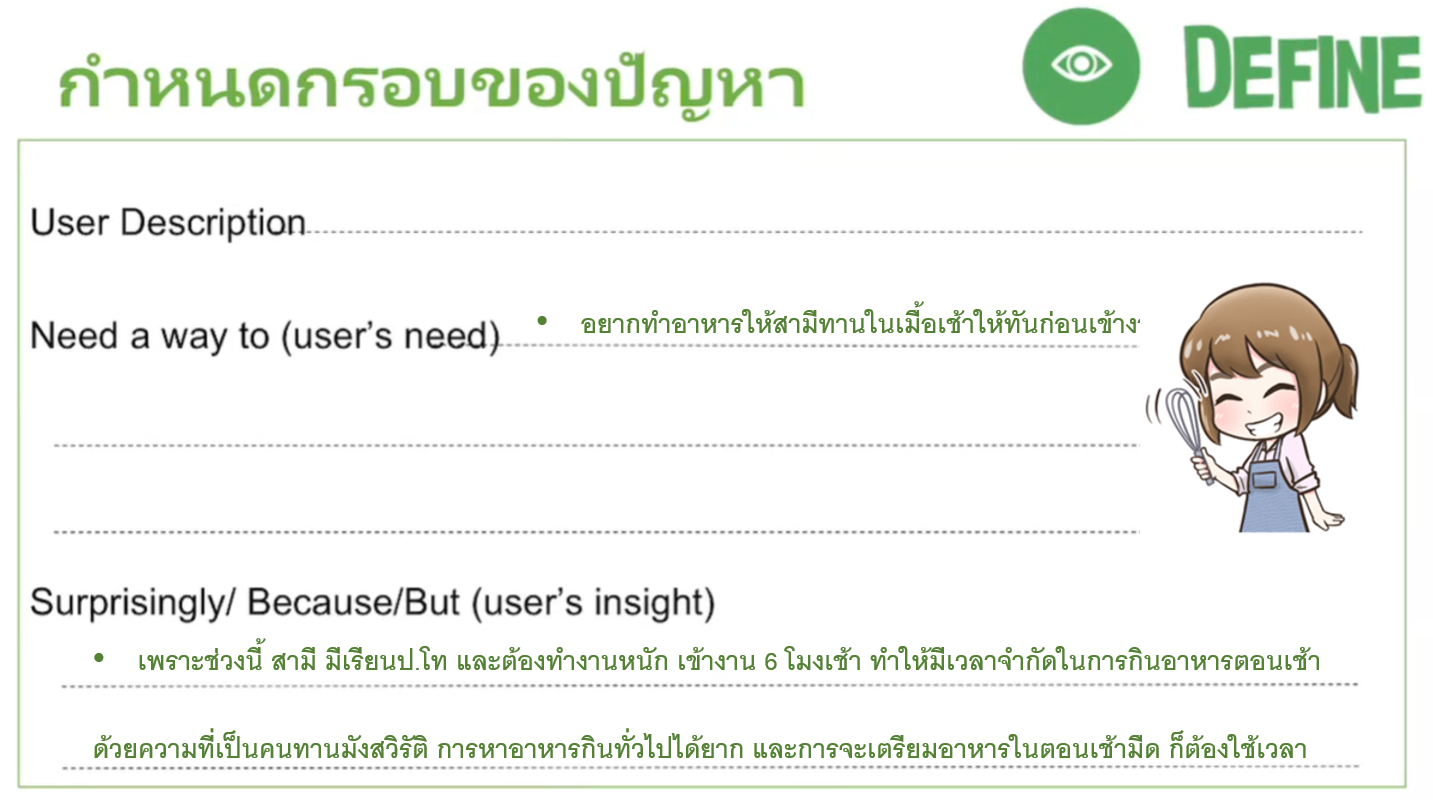 กำหนดกรอบของปัญหา
DEFINE
User Description
Need a way to (user's need)
• อยากทำอาหารให้สามีทานในเมื้อเช้าให้ทันก่อนเข้า
Surprisingly/ Because/But (user's insight)
• เพราะช่วงนี้ สามี มีเรียนป.โท และต้องทำงานหนัก เข้างาน 6 โมงเช้า ทำให้มีเวลาจำกัดในการกินอาหารตอนเช้า
ด้วยความที่เป็นคนทานมังสวิรัติ การหาอาหารกินทั่วไปได้ยาก และการจะเตรียมอาหารในตอนเช้ามืด ก็ต้องใช้เวลา